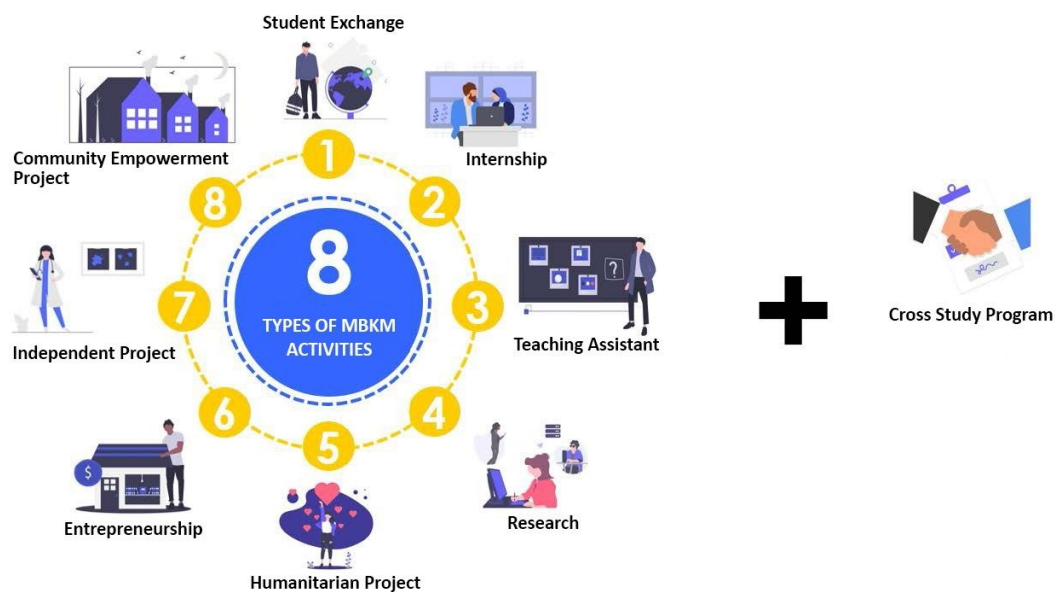 Student Exchange
Internship
Community Empowerment
Project
1
2
3
4
5
6
7
8
8
TYPES OF MBKM
ACTIVITIES
Teaching Assistant
?
Independent Project
$
Entrepreneurship
Research
Humanitarian Project
+
Cross Study Program